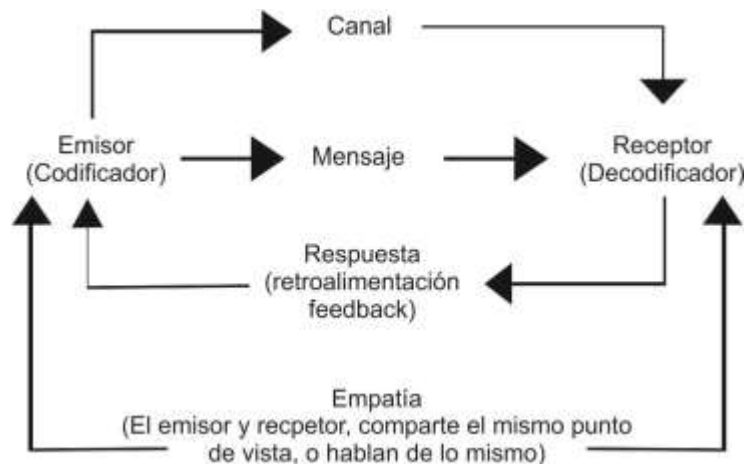 Canal
Emisor
(Codificador)
Mensaje
Receptor
(Decodificador)
Respuesta
(retroalimentación
feedback)
Empatía
(El emisor y recpetor, comparte el mismo punto
de vista, o hablan de lo mismo)